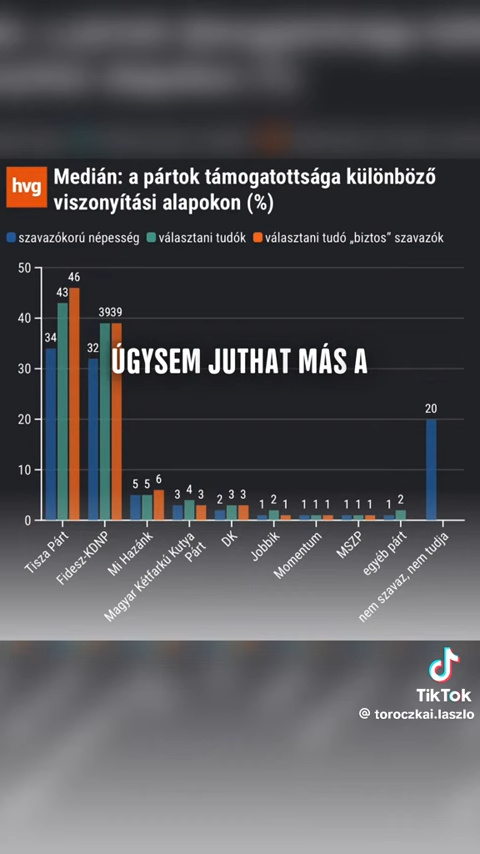 hvg
Medián: a pártok támogatottsága különböző
viszonyítási alapokon (%)
szavazókorú népesség választani tudók választani tudó „biztos” szavazók
50
40
30
20
10
0
34 43 46
32 39 39
5 5 6
3 4 3
2 3 3
1 2 1
1 1 1
1 1 1
1 2
20
ÚGYSEM JUTHAT MÁS A
Tisza Párt
Fidesz-KDNP
Mi Hazánk
Magyar Kétfarkú Kutya
Párt
DK
Jobbik
Momentum
MSZP
egyéb párt
nem szavaz, nem tudja
TikTok
@ toroczkai.laszlo